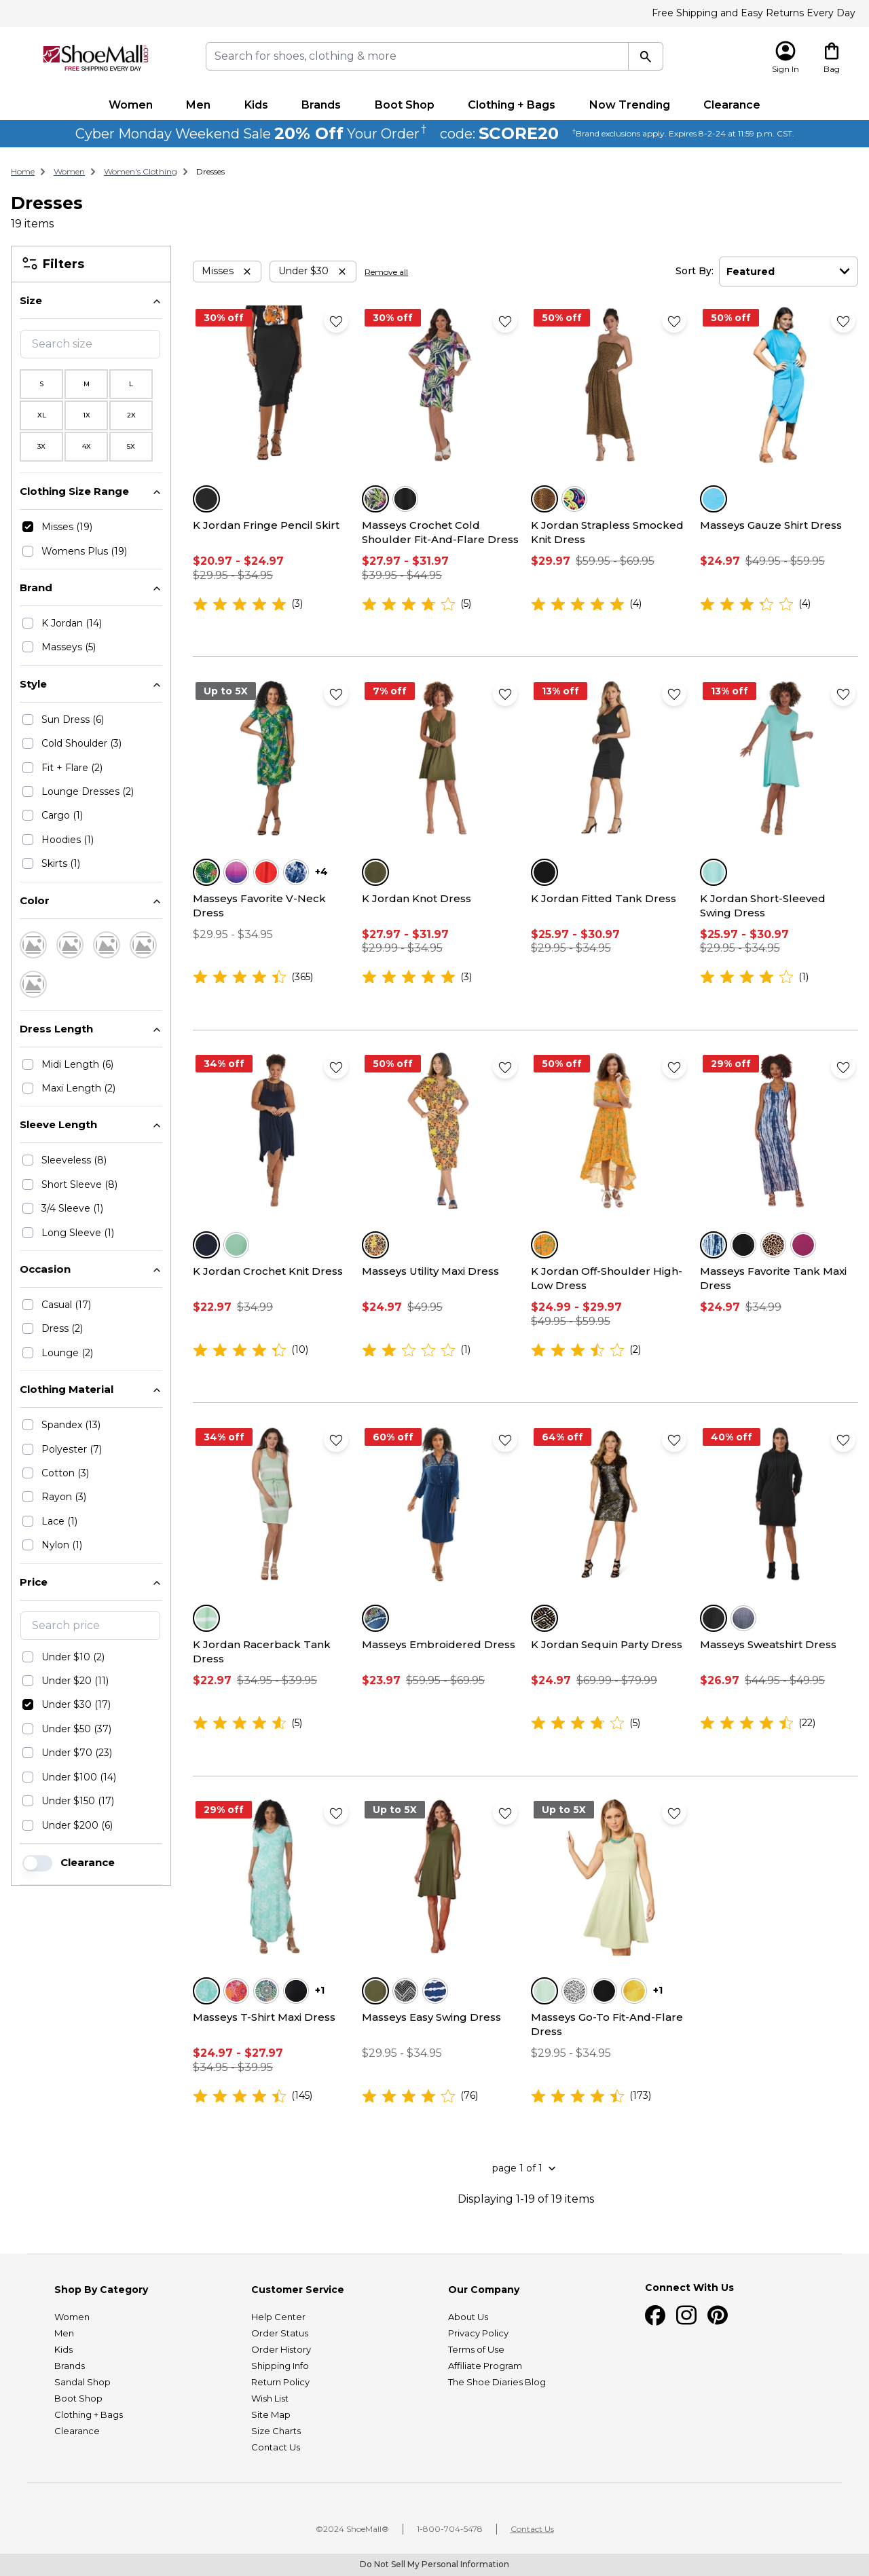 Free Shipping and Easy Returns Every Day
ShoeMall.com
FREE SHIPPING EVERY DAY
Search for shoes, clothing & more
Sign In
Bag
Women
Men
Kids
Brands
Boot Shop
Clothing + Bags
Now Trending
Clearance
Cyber Monday Weekend Sale 20% Off Your Order† code: SCORE20 †Brand exclusions apply. Expires 8-2-24 at 11:59 p.m. CST.
Home > Women > Women's Clothing > Dresses
Dresses
19 items
Filters
Size
Search size
S M L
XL 1X 2X
3X 4X 5X
Clothing Size Range
Misses (19)
Womens Plus (19)
Brand
K Jordan (14)
Masseys (5)
Style
Sun Dress (6)
Cold Shoulder (3)
Fit + Flare (2)
Lounge Dresses (2)
Cargo (1)
Hoodies (1)
Skirts (1)
Color
Dress Length
Midi Length (6)
Maxi Length (2)
Sleeve Length
Sleeveless (8)
Short Sleeve (8)
3/4 Sleeve (1)
Long Sleeve (1)
Occasion
Casual (17)
Dress (2)
Lounge (2)
Clothing Material
Spandex (13)
Polyester (7)
Cotton (3)
Rayon (3)
Lace (1)
Nylon (1)
Price
Search price
Under $10 (2)
Under $20 (11)
Under $30 (17)
Under $50 (37)
Under $70 (23)
Under $100 (14)
Under $150 (17)
Under $200 (6)
Clearance
Misses ×
Under $30 ×
Remove all
Sort By:
Featured
30% off
K Jordan Fringe Pencil Skirt
$20.97 - $24.97
$29.95 - $34.95
(3)
30% off
Masseys Crochet Cold
Shoulder Fit-And-Flare Dress
$27.97 - $31.97
$39.95 - $44.95
(5)
50% off
K Jordan Strapless Smocked
Knit Dress
$29.97 $59.95 - $69.95
(4)
50% off
Masseys Gauze Shirt Dress
$24.97 $49.95 - $59.95
(4)
Up to 5X
+4
Masseys Favorite V-Neck
Dress
$29.95 - $34.95
(365)
7% off
K Jordan Knot Dress
$27.97 - $31.97
$29.99 - $34.95
(3)
13% off
K Jordan Fitted Tank Dress
$25.97 - $30.97
$29.95 - $34.95
13% off
K Jordan Short-Sleeved
Swing Dress
$25.97 - $30.97
$29.95 - $34.95
(1)
34% off
K Jordan Crochet Knit Dress
$22.97 $34.99
(10)
50% off
Masseys Utility Maxi Dress
$24.97 $49.95
(1)
50% off
K Jordan Off-Shoulder High-
Low Dress
$24.99 - $29.97
$49.95 - $59.95
(2)
29% off
Masseys Favorite Tank Maxi
Dress
$24.97 $34.99
34% off
K Jordan Racerback Tank
Dress
$22.97 $34.95 - $39.95
(5)
60% off
Masseys Embroidered Dress
$23.97 $59.95 - $69.95
64% off
K Jordan Sequin Party Dress
$24.97 $69.99 - $79.99
(5)
40% off
Masseys Sweatshirt Dress
$26.97 $44.95 - $49.95
(22)
29% off
+1
Masseys T-Shirt Maxi Dress
$24.97 - $27.97
$34.95 - $39.95
(145)
Up to 5X
Masseys Easy Swing Dress
$29.95 - $34.95
(76)
Up to 5X
+1
Masseys Go-To Fit-And-Flare
Dress
$29.95 - $34.95
(173)
page 1 of 1
Displaying 1-19 of 19 items
Shop By Category
Women
Men
Kids
Brands
Sandal Shop
Boot Shop
Clothing + Bags
Clearance
Customer Service
Help Center
Order Status
Order History
Shipping Info
Return Policy
Wish List
Site Map
Size Charts
Contact Us
Our Company
About Us
Privacy Policy
Terms of Use
Affiliate Program
The Shoe Diaries Blog
Connect With Us
©2024 ShoeMall® | 1-800-704-5478 | Contact Us
Do Not Sell My Personal Information